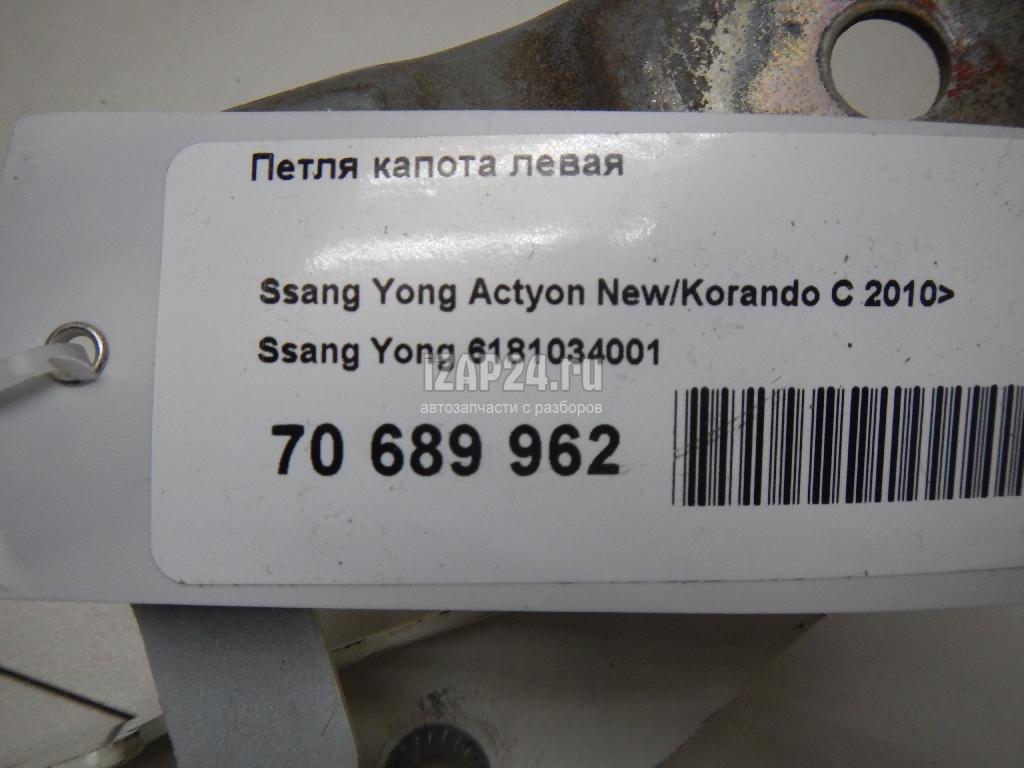 Петля капота левая
Ssang Yong Actyon New/Korando C 2010>
Ssang Yong 6181034001
iZAP24.ru
автозапчасти с разборов
70 689 962